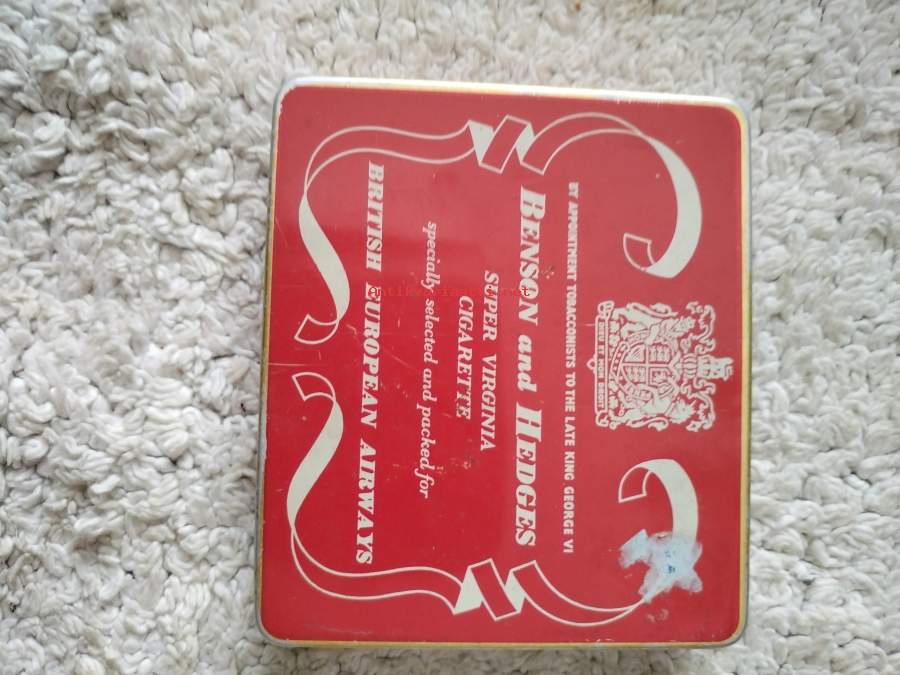 BY APPOINTMENT TOBACCONISTS TO THE LATE KING GEORGE VI
BENSON and HEDGES
SUPER VIRGINIA
CIGARETTE
specially selected and packed for
BRITISH EUROPEAN AIRWAYS